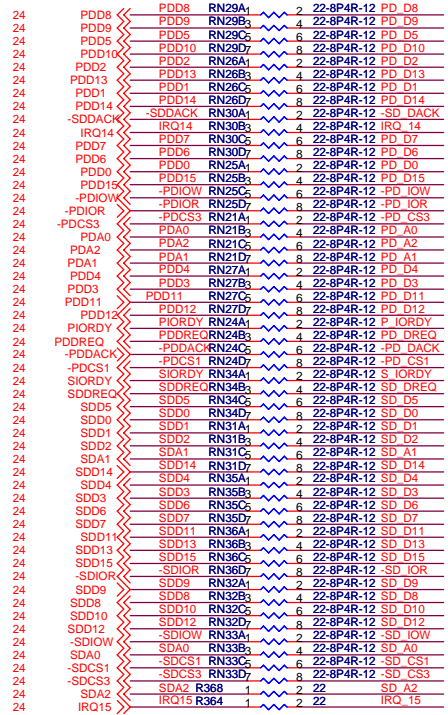 24 PDD8 PDD8 RN29A 1 2 22-8P4R-12 PD_D8
24 PDD9 PDD9 RN29B 3 4 22-8P4R-12 PD_D9
24 PDD5 PDD5 RN29C 5 6 22-8P4R-12 PD_D5
24 PDD10 PDD10 RN29D 7 8 22-8P4R-12 PD_D10
24 PDD2 PDD2 RN26A 1 2 22-8P4R-12 PD_D2
24 PDD13 PDD13 RN26B 3 4 22-8P4R-12 PD_D13
24 PDD1 PDD1 RN26C 5 6 22-8P4R-12 PD_D1
24 PDD14 PDD14 RN26D 7 8 22-8P4R-12 PD_D14
24 -SDDACK -SDDACK RN30A 1 2 22-8P4R-12 -SD_DACK
24 IRQ14 IRQ14 RN30B 3 4 22-8P4R-12 IRQ_14
24 PDD7 PDD7 RN30C 5 6 22-8P4R-12 PD_D7
24 PDD6 PDD6 RN30D 7 8 22-8P4R-12 PD_D6
24 PDD0 PDD0 RN25A 1 2 22-8P4R-12 PD_D0
24 PDD15 PDD15 RN25B 3 4 22-8P4R-12 PD_D15
24 -PDIOW -PDIOW RN25C 5 6 22-8P4R-12 -PD_IOW
24 -PDIOR -PDIOR RN25D 7 8 22-8P4R-12 -PD_IOR
24 -PDCS3 -PDCS3 RN21A 1 2 22-8P4R-12 -PD_CS3
24 PDA0 PDA0 RN21B 3 4 22-8P4R-12 PD_A0
24 PDA2 PDA2 RN21C 5 6 22-8P4R-12 PD_A2
24 PDA1 PDA1 RN21D 7 8 22-8P4R-12 PD_A1
24 PDD4 PDD4 RN27A 1 2 22-8P4R-12 PD_D4
24 PDD3 PDD3 RN27B 3 4 22-8P4R-12 PD_D3
24 PDD11 PDD11 RN27C 5 6 22-8P4R-12 PD_D11
24 PDD12 PDD12 RN27D 7 8 22-8P4R-12 PD_D12
24 PIORDY PIORDY RN24A 1 2 22-8P4R-12 P_IORDY
24 PDDREQ PDDREQ RN24B 3 4 22-8P4R-12 PD_DREQ
24 -PDDACK -PDDACK RN24C 5 6 22-8P4R-12 -PD_DACK
24 -PDCS1 -PDCS1 RN24D 7 8 22-8P4R-12 -PD_CS1
24 SIORDY SIORDY RN34A 1 2 22-8P4R-12 S_IORDY
24 SDDREQ SDDREQ RN34B 3 4 22-8P4R-12 SD_DREQ
24 SDD5 SDD5 RN34C 5 6 22-8P4R-12 SD_D5
24 SDD0 SDD0 RN34D 7 8 22-8P4R-12 SD_D0
24 SDD1 SDD1 RN31A 1 2 22-8P4R-12 SD_D1
24 SDD2 SDD2 RN31B 3 4 22-8P4R-12 SD_D2
24 SDA1 SDA1 RN31C 5 6 22-8P4R-12 SD_A1
24 SDD14 SDD14 RN31D 7 8 22-8P4R-12 SD_D14
24 SDD4 SDD4 RN35A 1 2 22-8P4R-12 SD_D4
24 SDD3 SDD3 RN35B 3 4 22-8P4R-12 SD_D3
24 SDD6 SDD6 RN35C 5 6 22-8P4R-12 SD_D6
24 SDD7 SDD7 RN35D 7 8 22-8P4R-12 SD_D7
24 SDD11 SDD11 RN36A 1 2 22-8P4R-12 SD_D11
24 SDD13 SDD13 RN36B 3 4 22-8P4R-12 SD_D13
24 SDD15 SDD15 RN36C 5 6 22-8P4R-12 SD_D15
24 -SDIOR -SDIOR RN36D 7 8 22-8P4R-12 -SD_IOR
24 SDD9 SDD9 RN32A 1 2 22-8P4R-12 SD_D9
24 SDD8 SDD8 RN32B 3 4 22-8P4R-12 SD_D8
24 SDD10 SDD10 RN32C 5 6 22-8P4R-12 SD_D10
24 SDD12 SDD12 RN32D 7 8 22-8P4R-12 SD_D12
24 -SDIOW -SDIOW RN33A 1 2 22-8P4R-12 -SD_IOW
24 SDA0 SDA0 RN33B 3 4 22-8P4R-12 SD_A0
24 -SDCS1 -SDCS1 RN33C 5 6 22-8P4R-12 -SD_CS1
24 -SDCS3 -SDCS3 RN33D 7 8 22-8P4R-12 -SD_CS3
24 SDA2 SDA2 R368 1 2 22 SD_A2
24 IRQ15 IRQ15 R364 1 2 22 IRQ_15